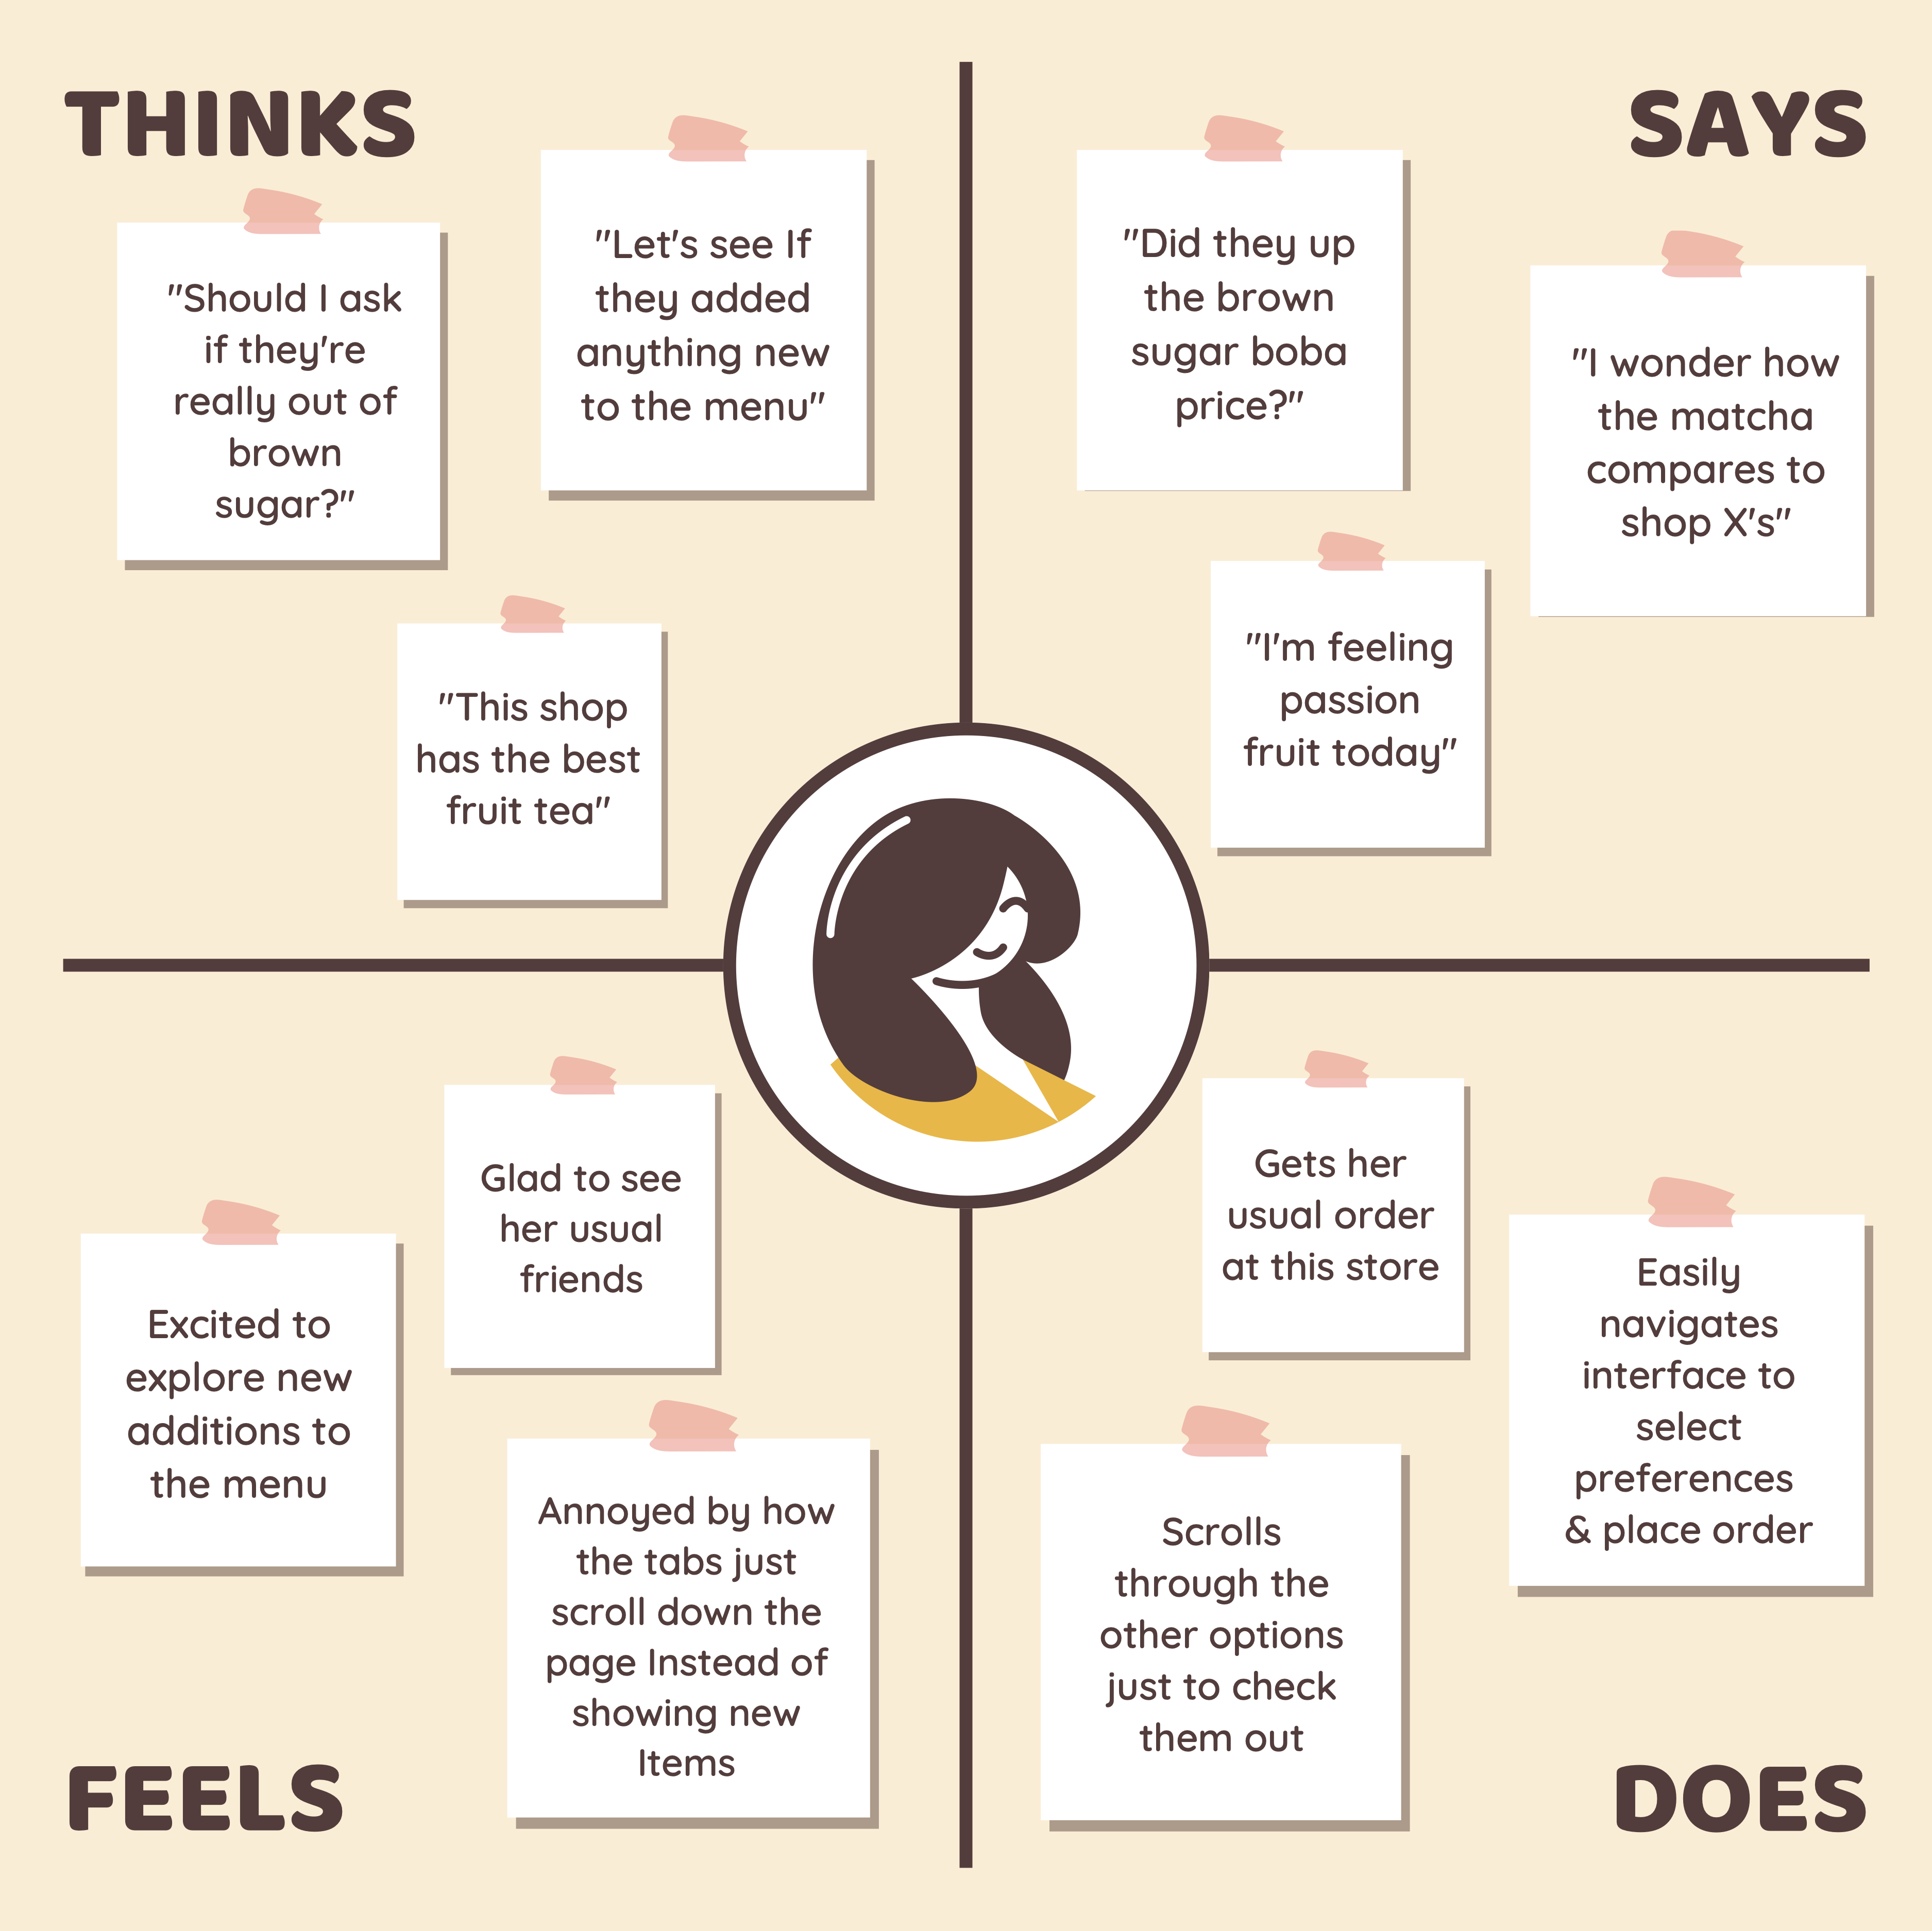 THINKS
"Should I ask
if they're
really out of
brown
sugar?"
"Let's see If
they added
anything new
to the menu"
"This shop
has the best
fruit tea"
SAYS
"Did they up
the brown
sugar boba
price?"
"I wonder how
the matcha
compares to
shop X's"
"I'm feeling
passion
fruit today"
Glad to see
her usual
friends
Excited to
explore new
additions to
the menu
Annoyed by how
the tabs just
scroll down the
page Instead of
showing new
Items
FEELS
Gets her
usual order
at this store
Easily
navigates
interface to
select
preferences
& place order
Scrolls
through the
other options
just to check
them out
DOES